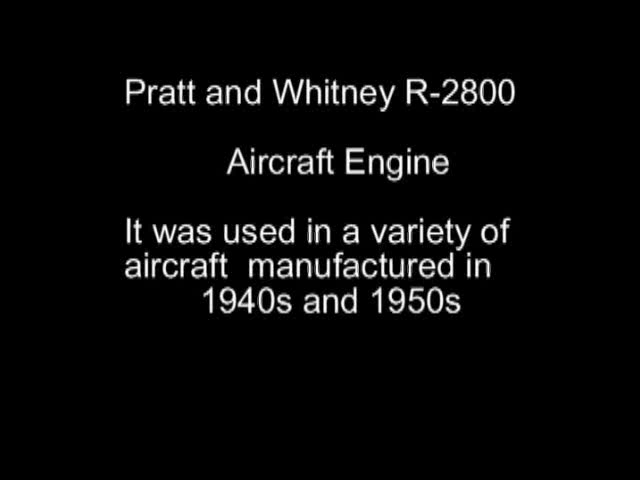 Pratt and Whitney R-2800
Aircraft Engine
It was used in a variety of
aircraft manufactured in
1940s and 1950s